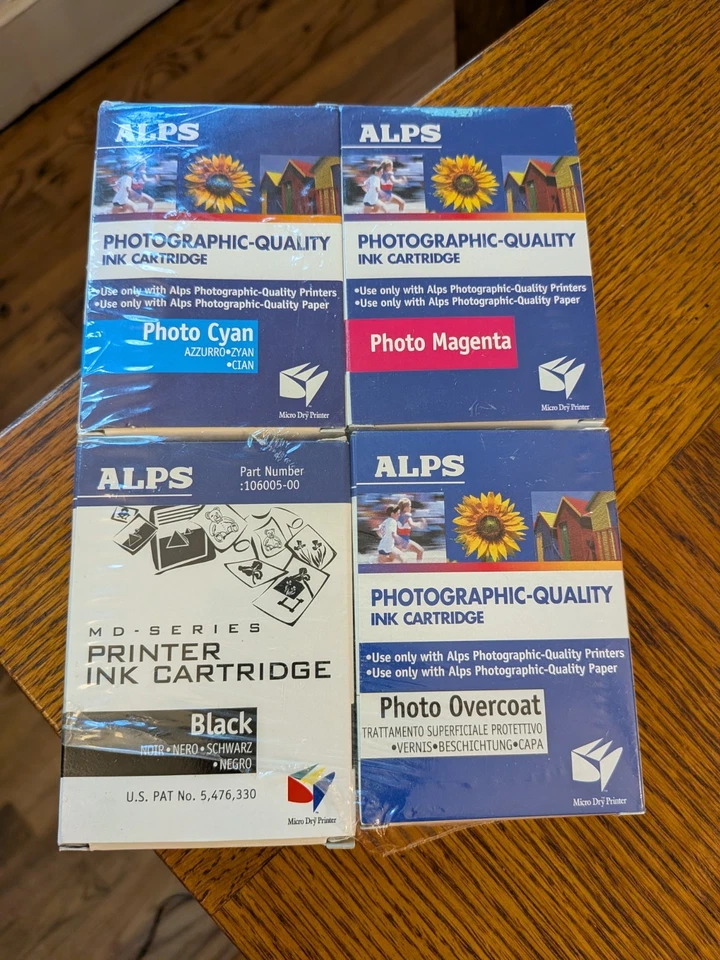 ALPS
PHOTOGRAPHIC-QUALITY
INK CARTRIDGE
•Use only with Alps Photographic-Quality Printers
•Use only with Alps Photographic-Quality Paper
Photo Cyan
AZZURRO•ZYAN
•CIAN
Micro Dry Printer
ALPS
PHOTOGRAPHIC-QUALITY
INK CARTRIDGE
•Use only with Alps Photographic-Quality Printers
•Use only with Alps Photographic-Quality Paper
Photo Magenta
Micro Dry Printer
ALPS
Part Number
:106005-00
MD-SERIES
PRINTER
INK CARTRIDGE
Black
NOIR•NERO•SCHWARZ
•NEGRO
U.S. PAT No. 5,476,330
Micro Dry Printer
ALPS
PHOTOGRAPHIC-QUALITY
INK CARTRIDGE
•Use only with Alps Photographic-Quality Printers
•Use only with Alps Photographic-Quality Paper
Photo Overcoat
TRATTAMENTO SUPERFICIALE PROTETTIVO
•VERNIS•BESCHICHTUNG•CAPA
Micro Dry Printer